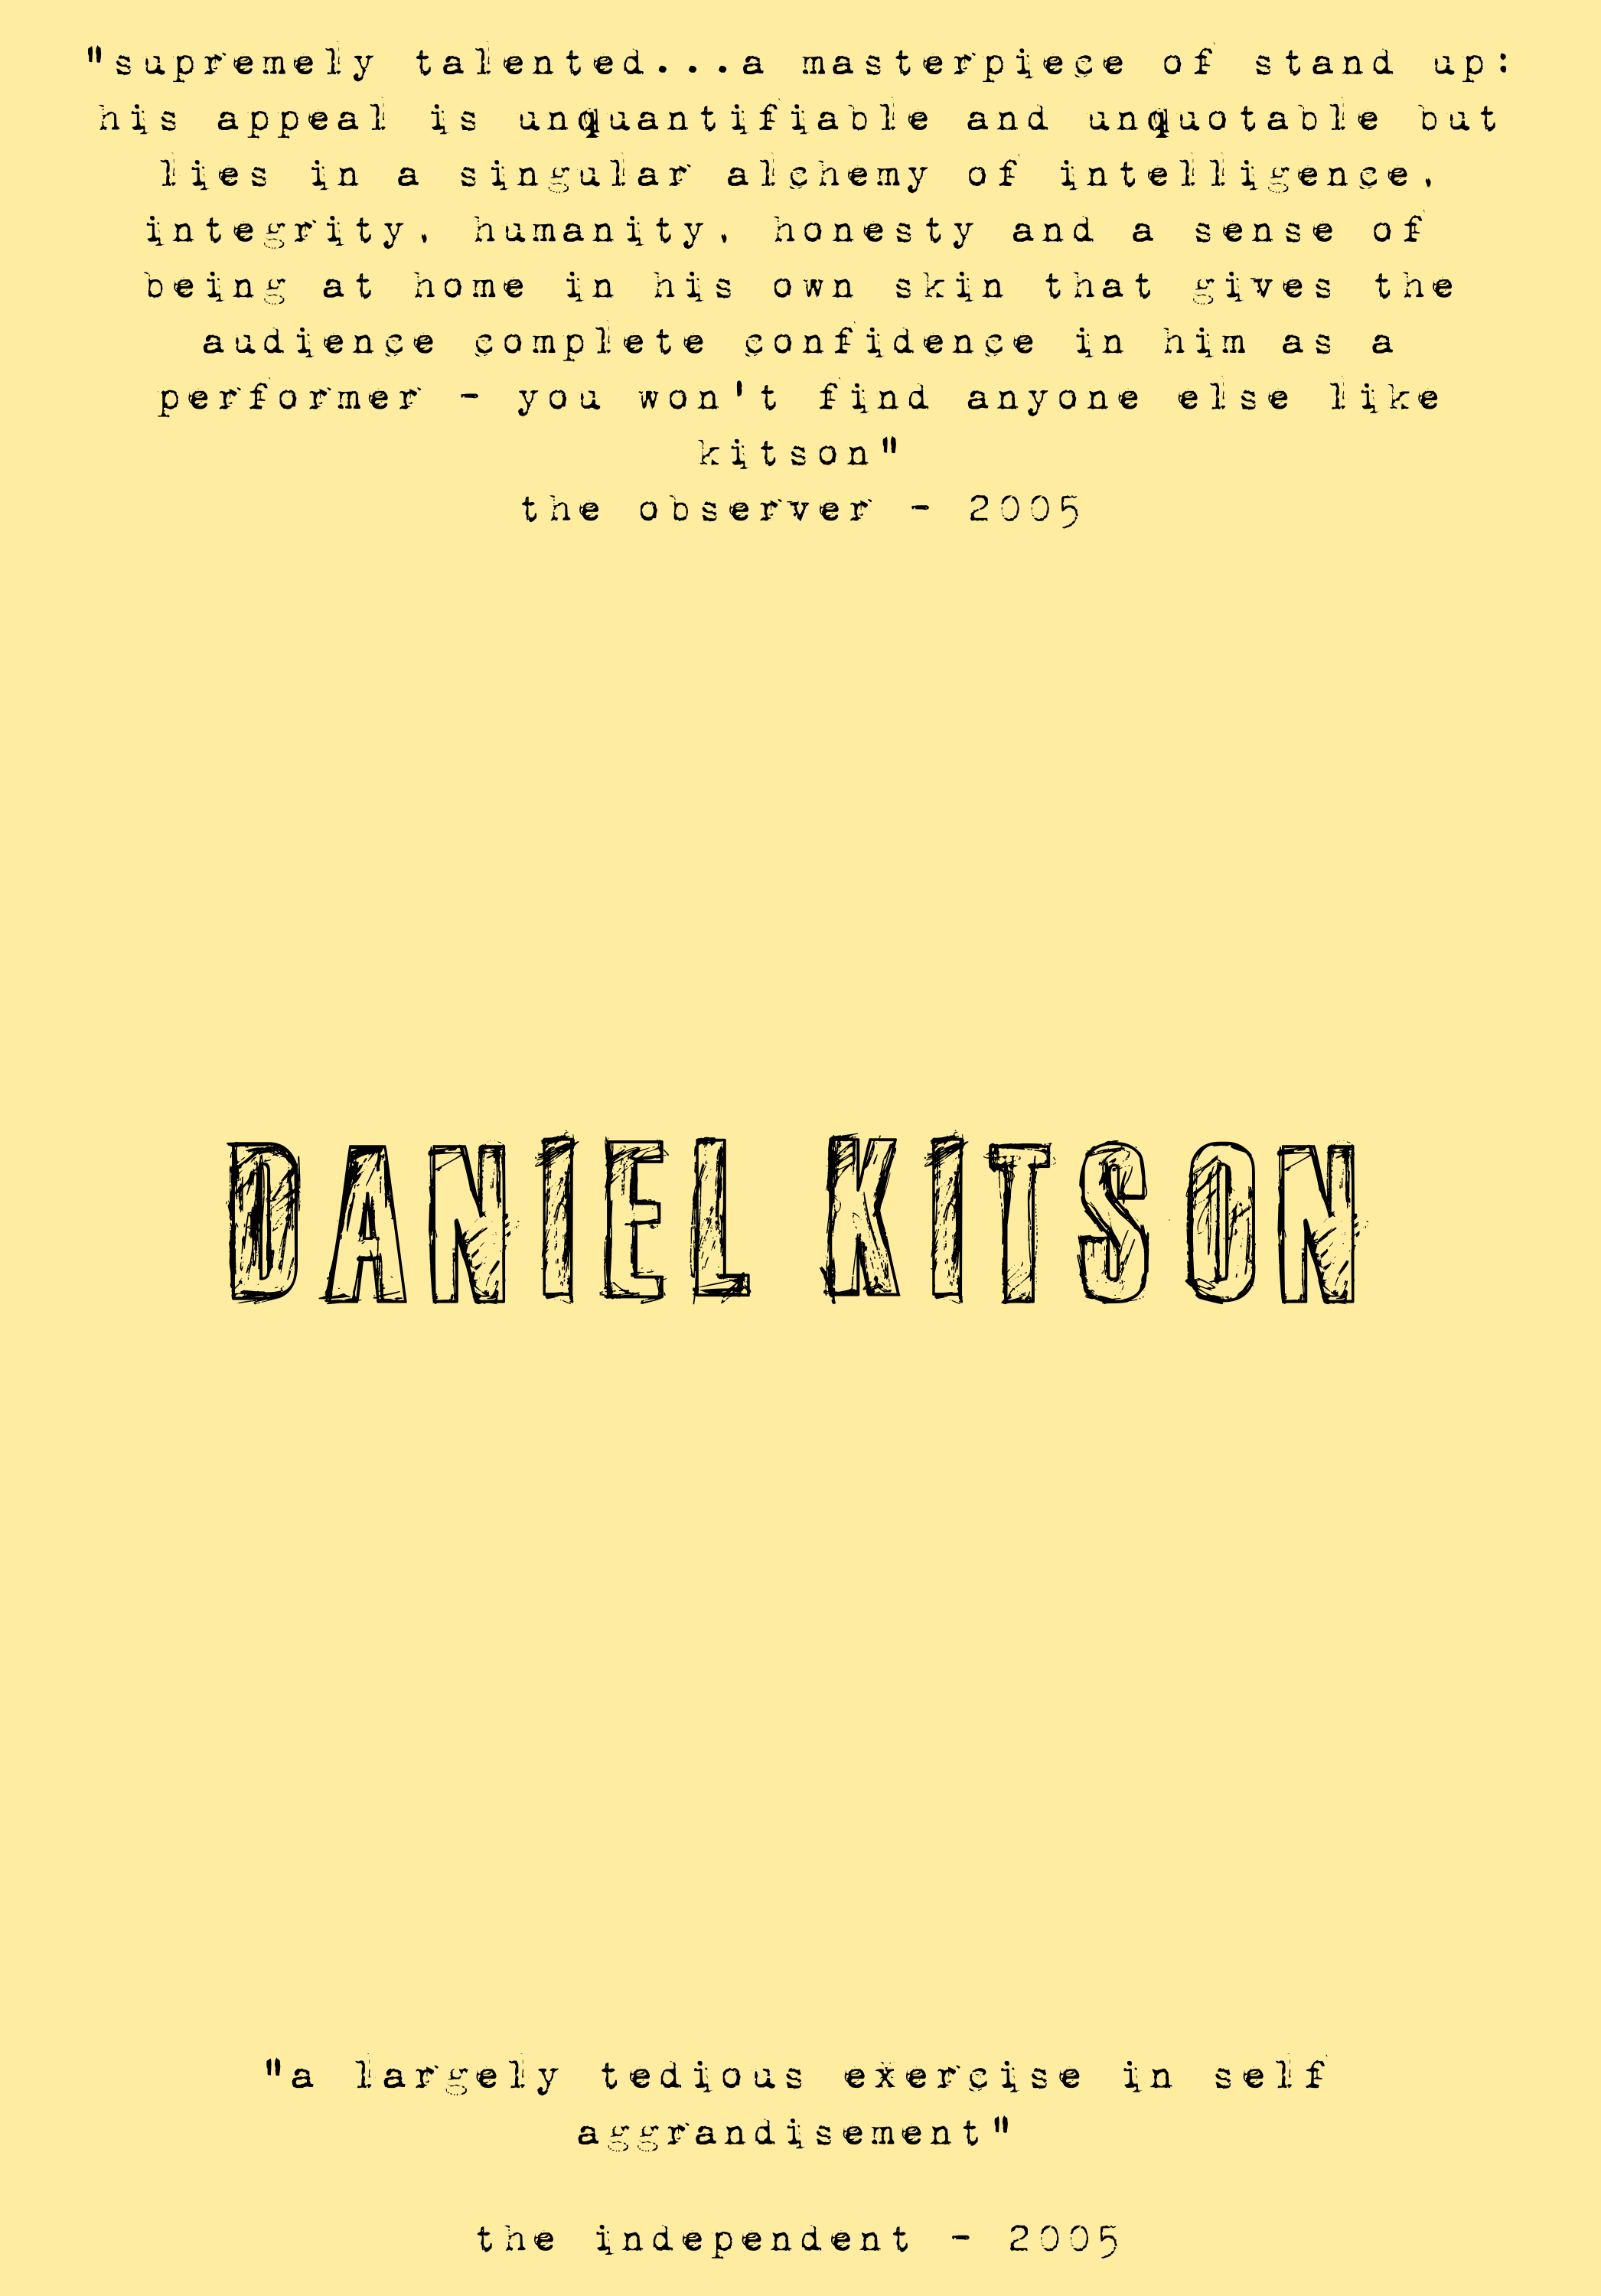 "supremely talented...a masterpiece of stand up:
his appeal is unquantifiable and unquotable but
lies in a singular alchemy of intelligence,
integrity, humanity, honesty and a sense of
being at home in his own skin that gives the
audience complete confidence in him as a
performer - you won't find anyone else like
kitson"
the observer - 2005
DANIEL KITSON
"a largely tedious exercise in self
aggrandisement"
the independent - 2005